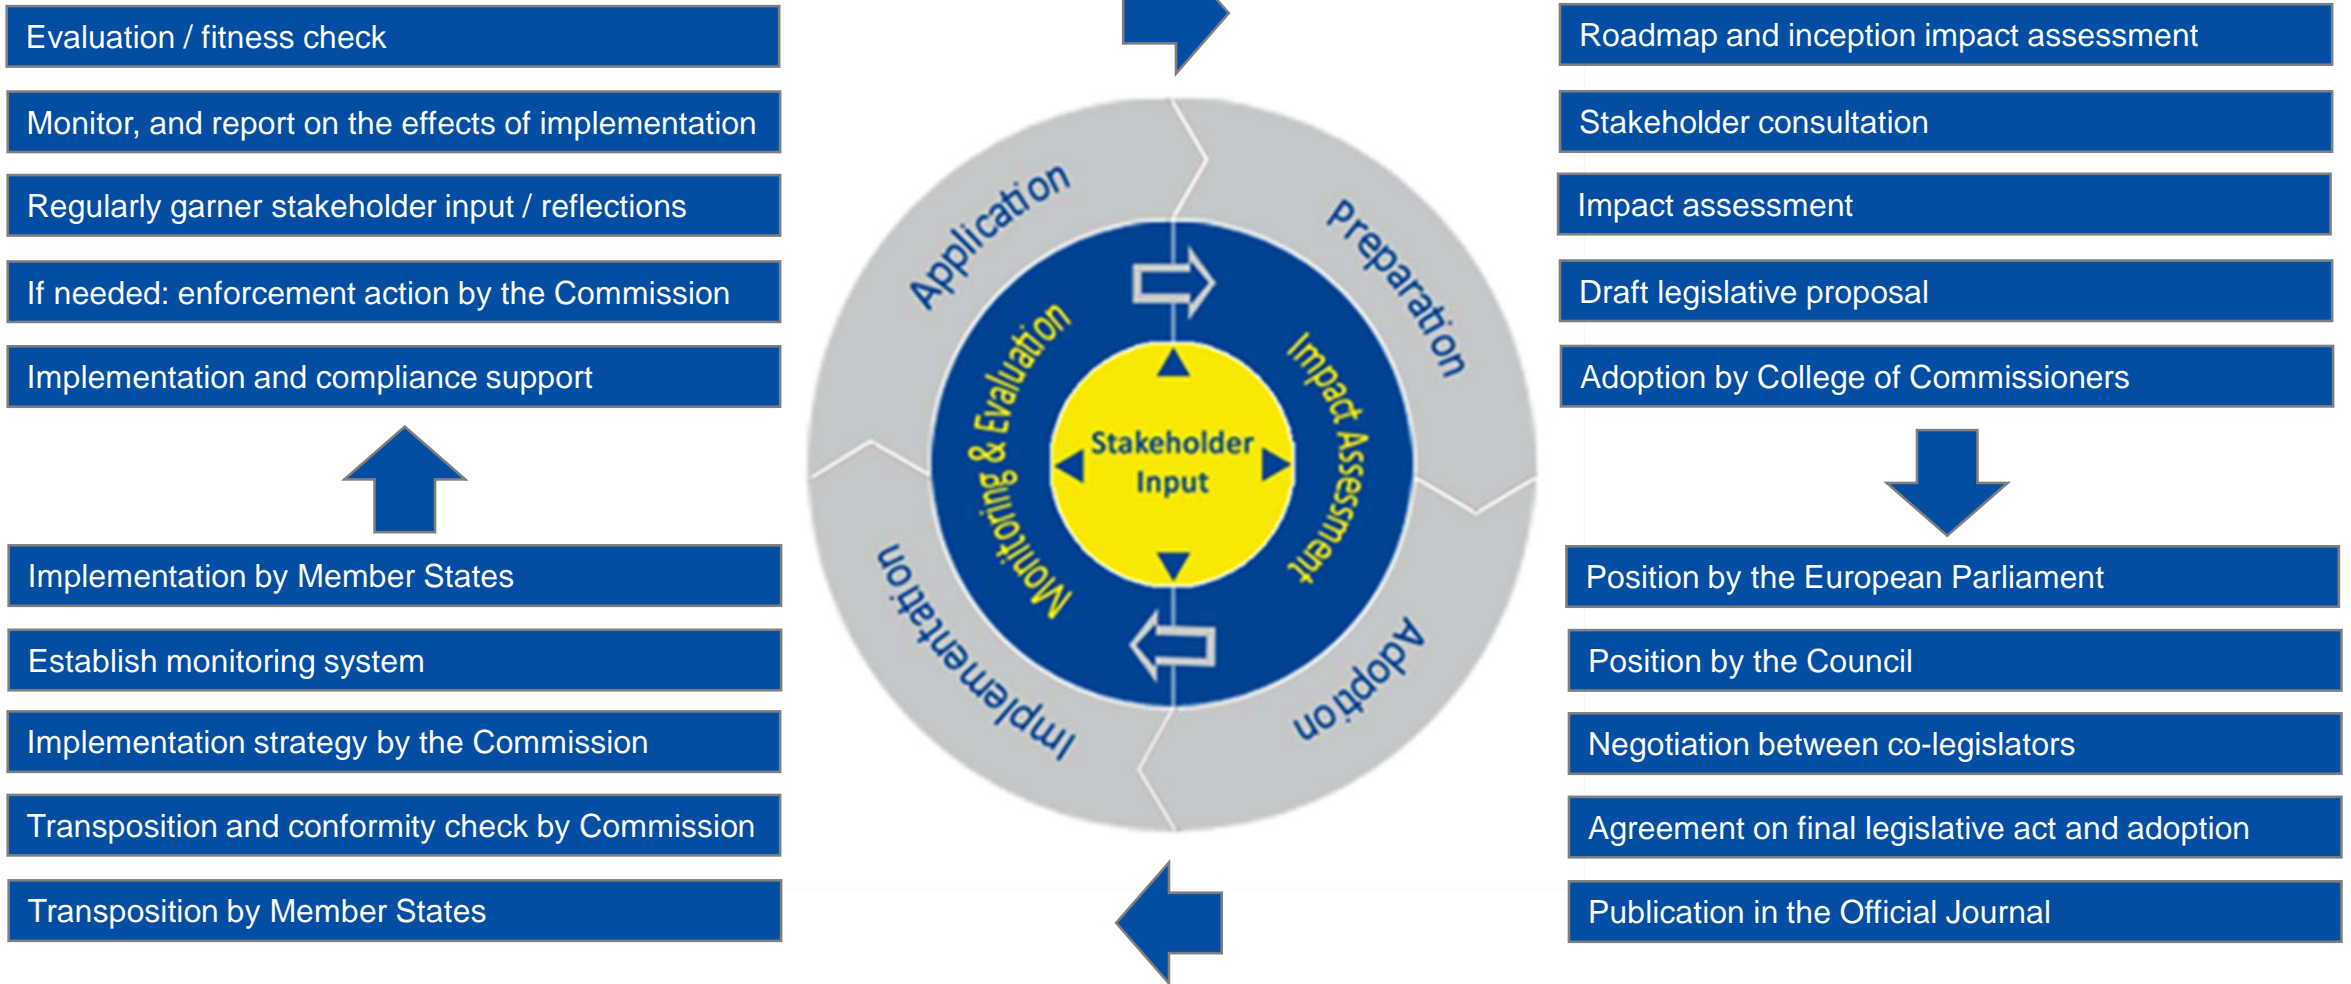 Evaluation / fitness check
Monitor, and report on the effects of implementation
Regularly garner stakeholder input / reflections
If needed: enforcement action by the Commission
Implementation and compliance support
Implementation by Member States
Establish monitoring system
Implementation strategy by the Commission
Transposition and conformity check by Commission
Transposition by Member States
Application
Preparation
Monitoring & Evaluation
Impact Assessment
Stakeholder
Input
Implementation
Adoption
Roadmap and inception impact assessment
Stakeholder consultation
Impact assessment
Draft legislative proposal
Adoption by College of Commissioners
Position by the European Parliament
Position by the Council
Negotiation between co-legislators
Agreement on final legislative act and adoption
Publication in the Official Journal